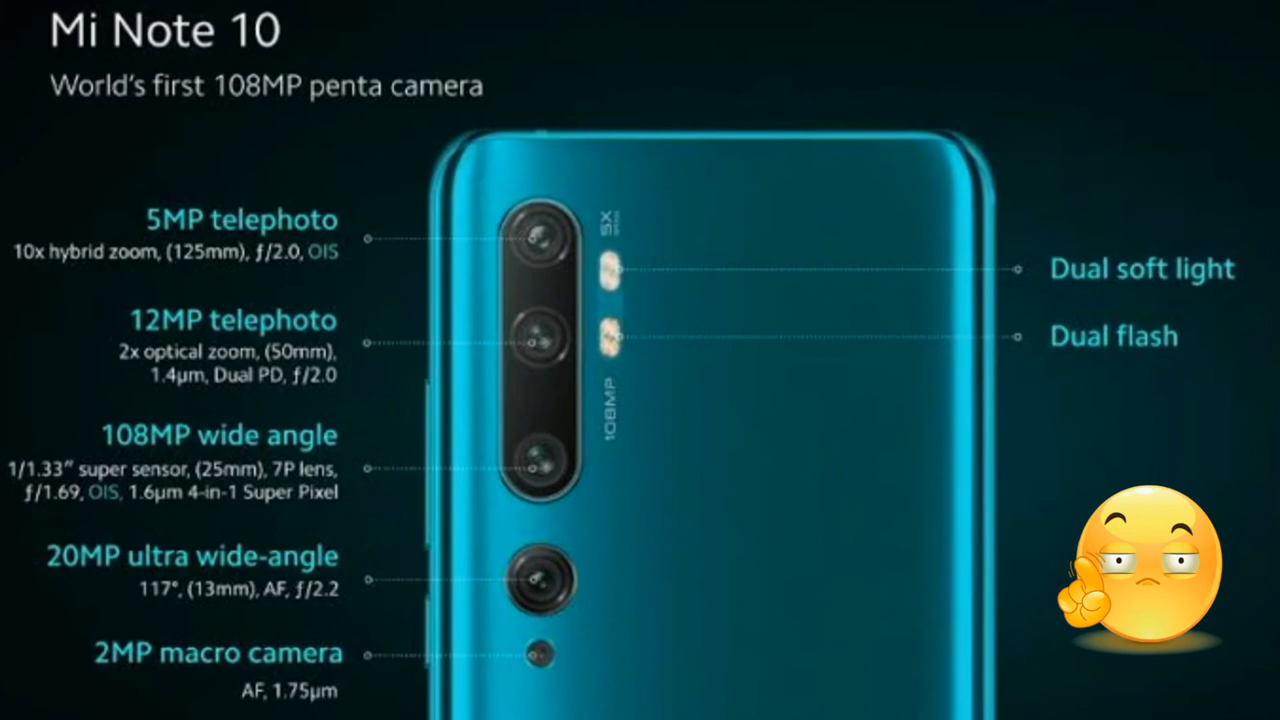 Mi Note 10
World's first 108MP penta camera
5MP telephoto
10x hybrid zoom, (125mm), ƒ/2.0, OIS
12MP telephoto
2x optical zoom, (50mm),
1.4μm, Dual PD, ƒ/2.0
108MP wide angle
1/1.33″ super sensor, (25mm), 7P lens,
ƒ/1.69, OIS, 1.6μm 4-in-1 Super Pixel
20MP ultra wide-angle
117°, (13mm), AF, ƒ/2.2
2MP macro camera
AF, 1.75μm
5X
108MP
Dual soft light
Dual flash